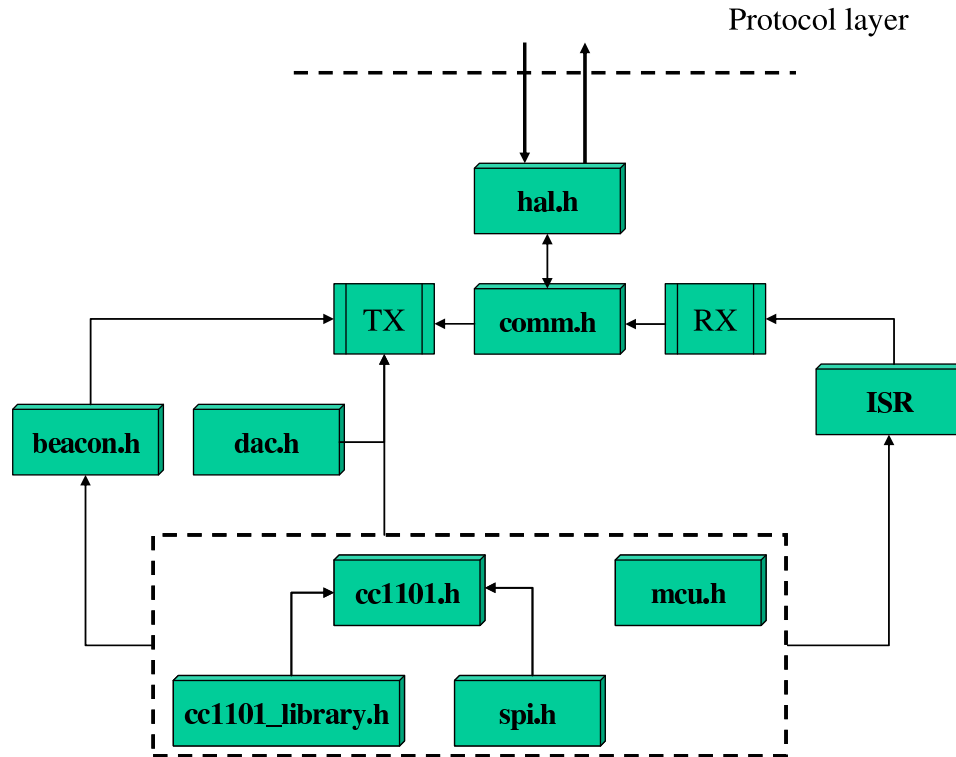 Protocol layer
hal.h
TX
comm.h
RX
beacon.h
dac.h
ISR
cc1101.h
mcu.h
cc1101_library.h
spi.h